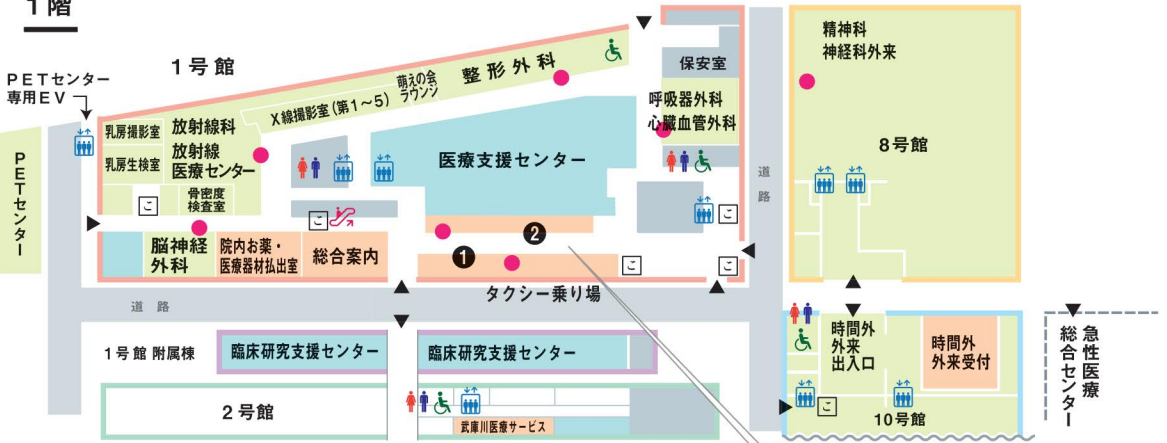 1階
1号館
PETセンター
専用EV
PETセンター
乳房撮影室
乳房生検室
放射線科
放射線
医療センター
骨密度
検査室
X線撮影室(第1~5)
萌えの会
ラウンジ
整形外科
保安室
呼吸器外科
心臓血管外科
医療支援センター
こ
こ
こ
こ
こ
脳神経
外科
院内お薬・
医療器材払出室
総合案内
1
2
タクシー乗り場
道路
道路
精神科
神経科外来
8号館
1号館 附属棟
臨床研究支援センター
臨床研究支援センター
2号館
武庫川医療サービス
時間外
外来
出入口
時間外
外来受付
こ
10号館
急性医療
総合センター